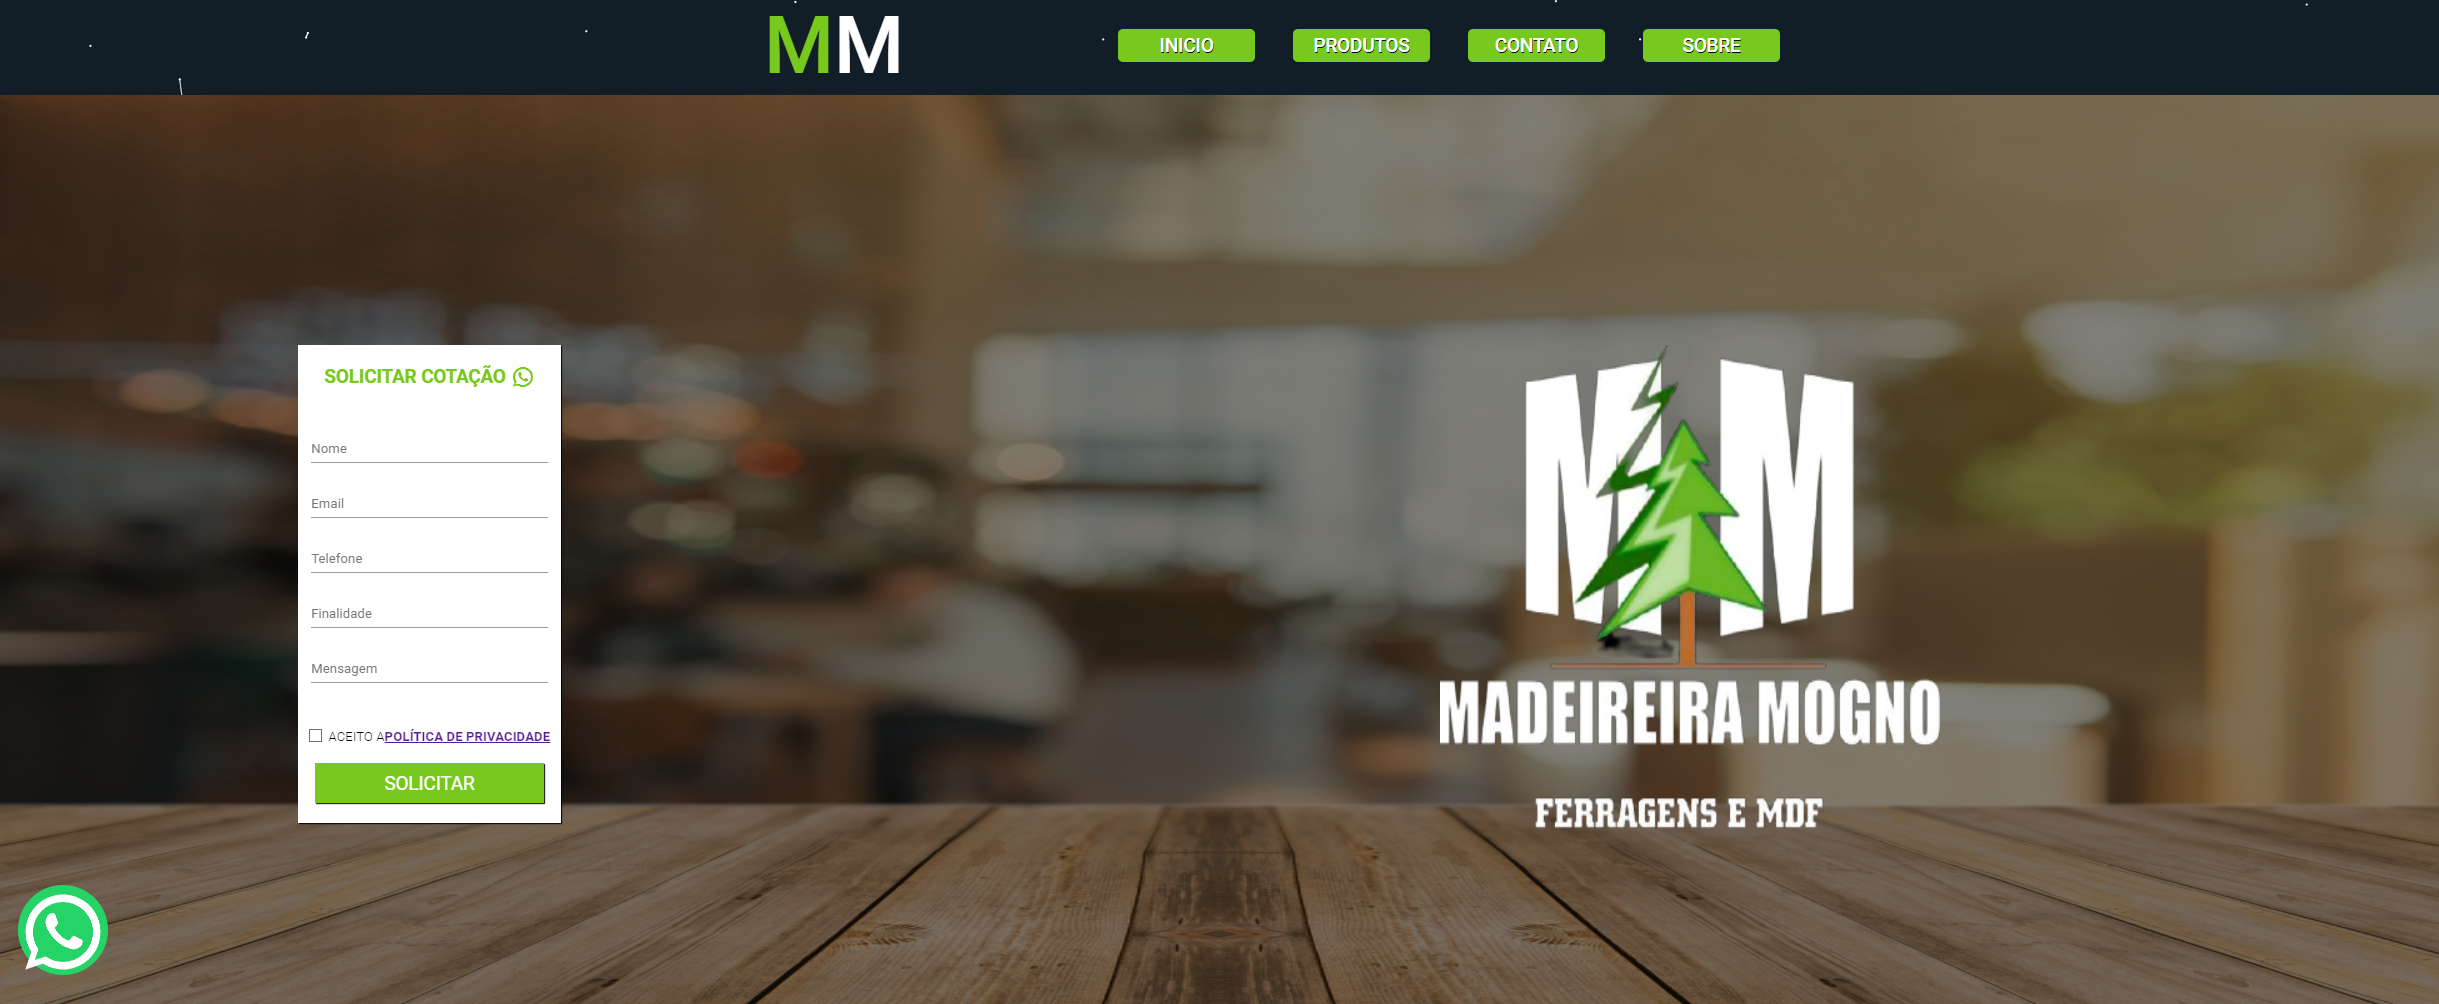 MM
INICIO
PRODUTOS
CONTATO
SOBRE
SOLICITAR COTAÇÃO
Nome
Email
Telefone
Finalidade
Mensagem
ACEITO APOLÍTICA DE PRIVACIDADE
SOLICITAR
MM
MADEIREIRA MOGNO
FERRAGENS E MDF